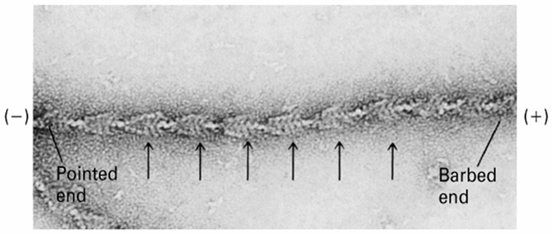 (−)
(+)
Pointed
end
Barbed
end